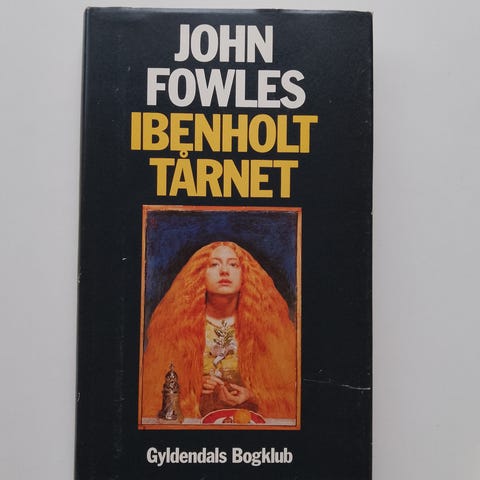 JOHN
FOWLES
IBENHOLT
TÅRNET
Gyldendals Bogklub